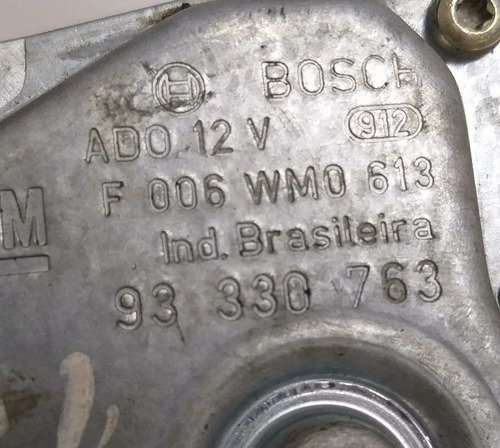 BOSCH
ADO 12 V 912
F 006 WM0 613
M
Ind. Brasileira
93 330 763